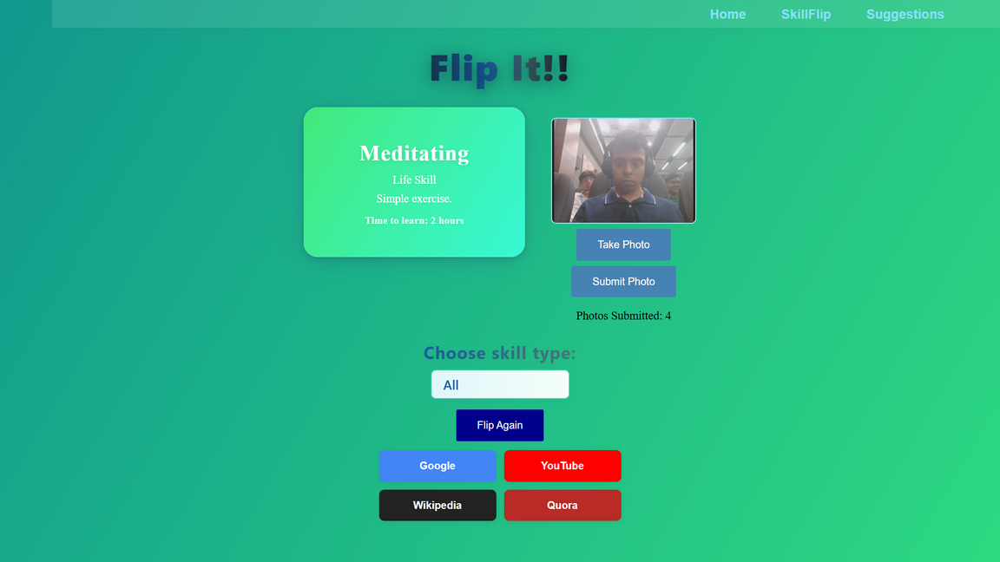 Home SkillFlip Suggestions
Flip It!!
Meditating
Life Skill
Simple exercise.
Time to learn: 2 hours
Take Photo
Submit Photo
Photos Submitted: 4
Choose skill type:
All
Flip Again
Google YouTube
Wikipedia Quora